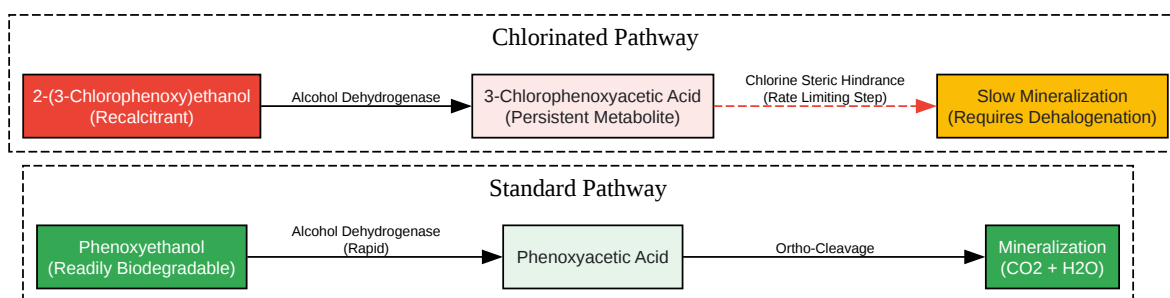 Chlorinated Pathway
2-(3-Chlorophenoxy)ethanol
(Recalcitrant)
Alcohol Dehydrogenase
3-Chlorophenoxyacetic Acid
(Persistent Metabolite)
Chlorine Steric Hindrance
(Rate Limiting Step)
Slow Mineralization
(Requires Dehalogenation)
Standard Pathway
Phenoxyethanol
(Readily Biodegradable)
Alcohol Dehydrogenase
(Rapid)
Phenoxyacetic Acid
Ortho-Cleavage
Mineralization
(CO2 + H2O)